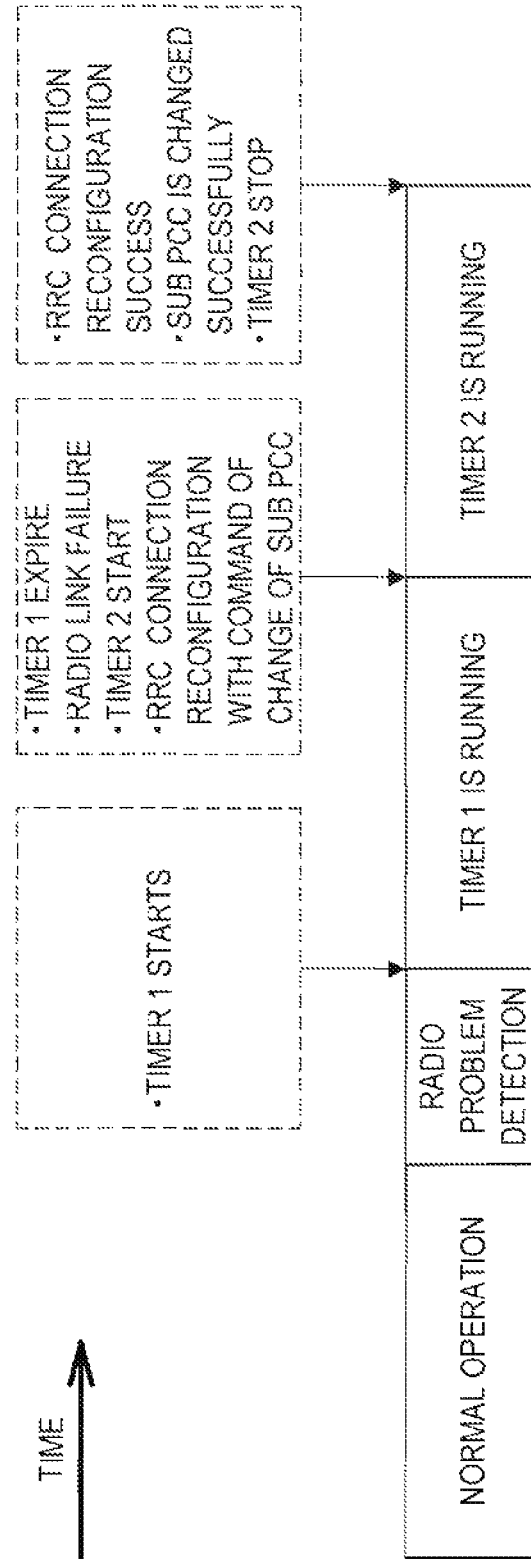 TIME
• TIMER 1 STARTS
• TIMER 1 EXPIRE
• RADIO LINK FAILURE
• TIMER 2 START
• RRC CONNECTION
RECONFIGURATION
WITH COMMAND OF
CHANGE OF SUB PCC
• RRC CONNECTION
RECONFIGURATION
SUCCESS
• SUB PCC IS CHANGED
SUCCESSFULLY
• TIMER 2 STOP
NORMAL OPERATION
RADIO
PROBLEM
DETECTION
TIMER 1 IS RUNNING
TIMER 2 IS RUNNING